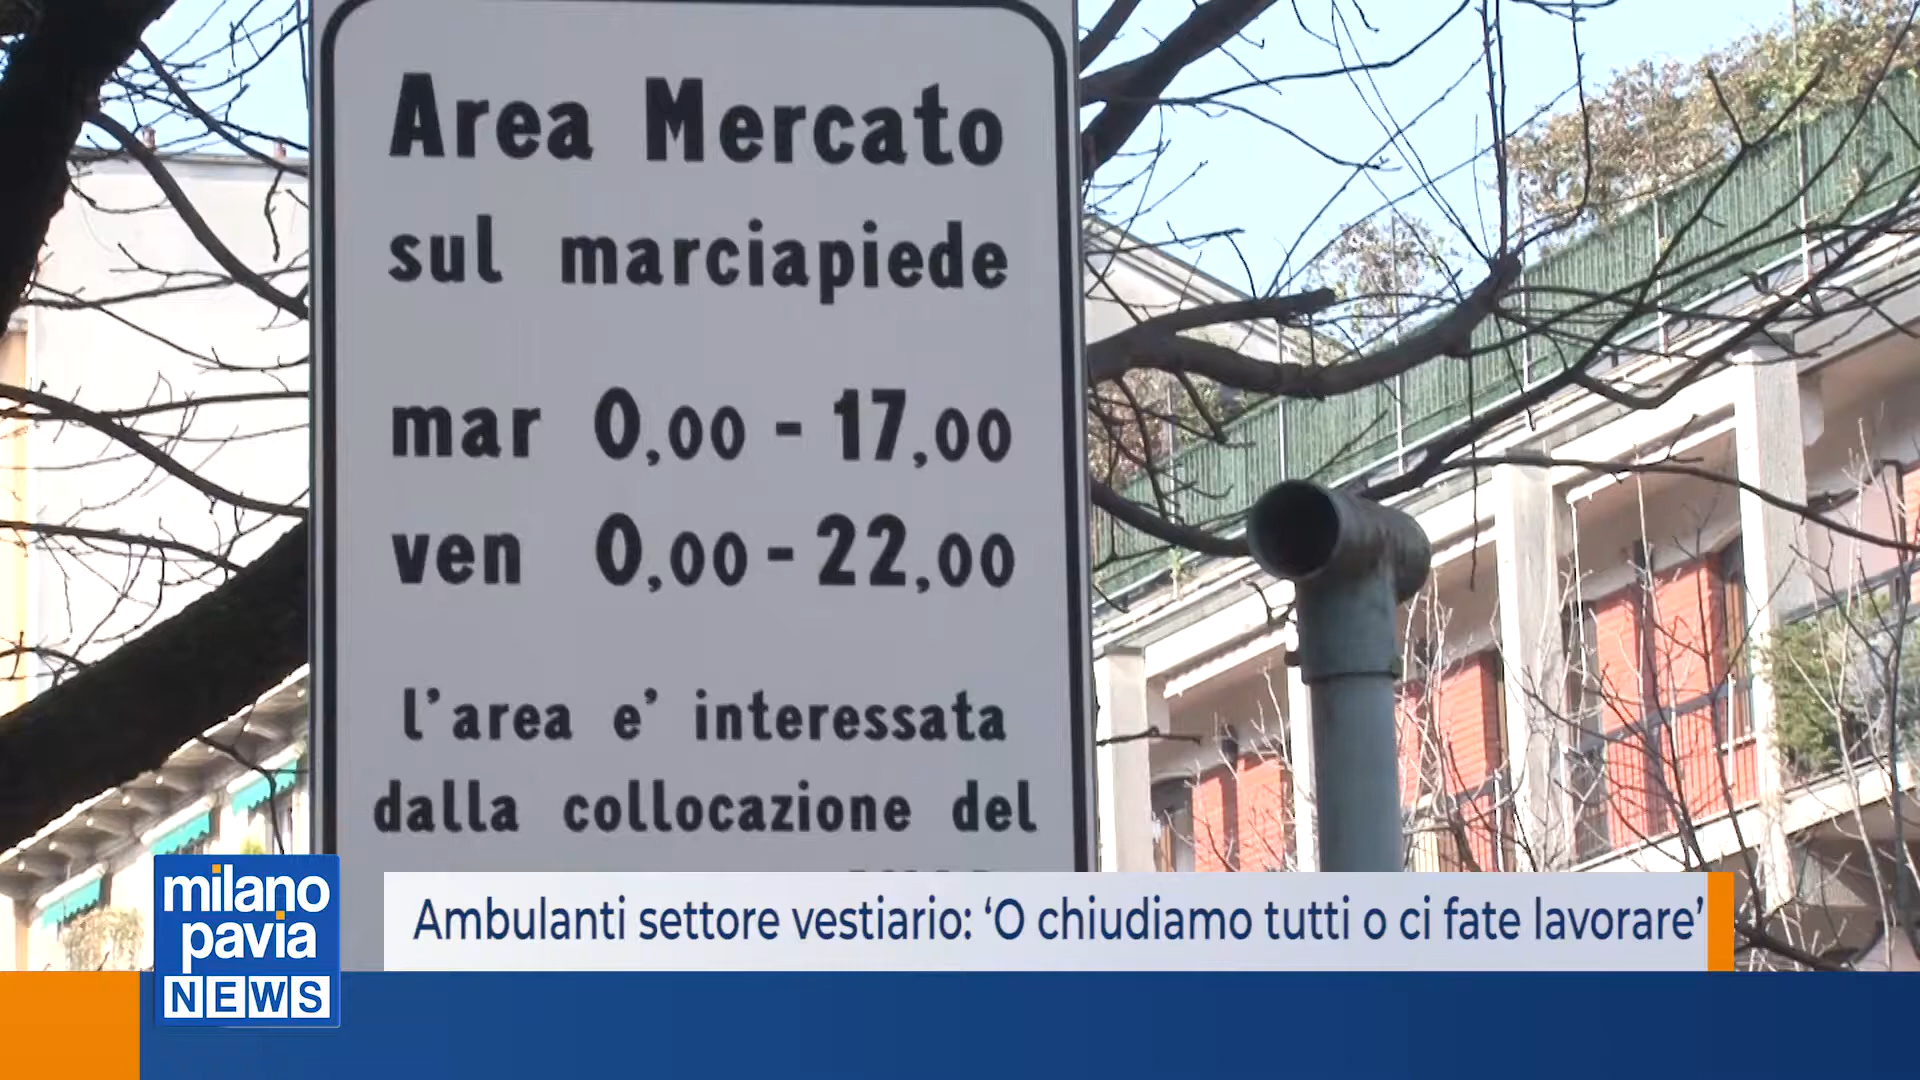 Area Mercato
sul marciapiede
mar 0,00 - 17,00
ven 0,00 - 22,00
l'area e' interessata
dalla collocazione del
milano
pavia
NEWS
Ambulanti settore vestiario: ‘O chiudiamo tutti o ci fate lavorare’